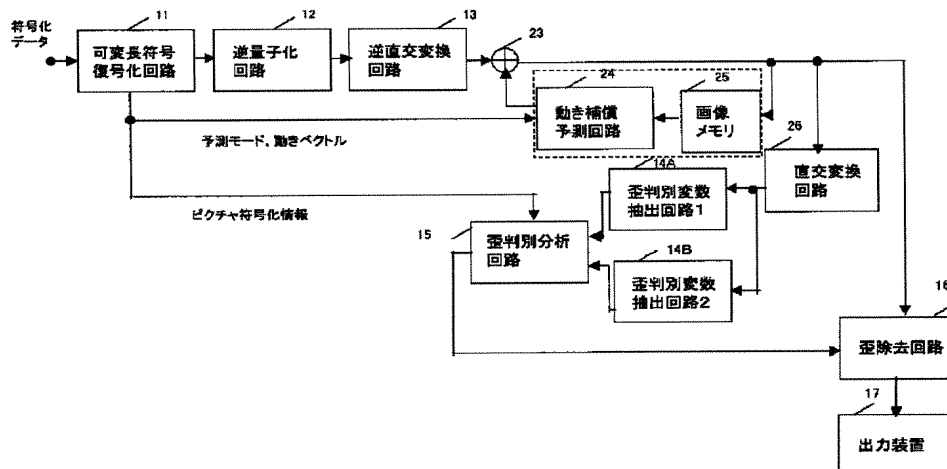 符号化
データ
11
可変長符号
復号化回路
12
逆量子化
回路
13
逆直交変換
回路
23
24
動き補償
予測回路
25
画像
メモリ
26
直交変換
回路
予測モード、動きベクトル
ピクチャ符号化情報
14A
歪判別変数
抽出回路1
15
歪判別分析
回路
14B
歪判別変数
抽出回路2
16
歪除去回路
17
出力装置